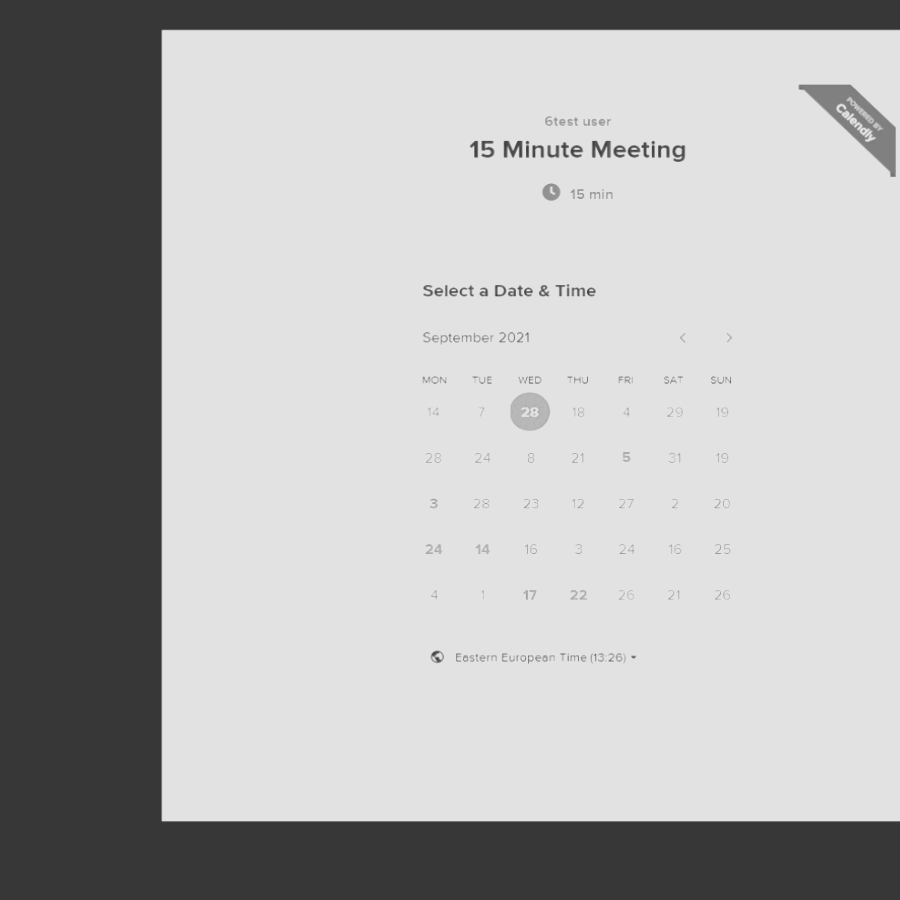 POWERED BY
Calendly
6test user
15 Minute Meeting
15 min
Select a Date & Time
September 2021
MON TUE WED THU FRI SAT SUN
14 7 28 18 4 29 19
28 24 8 21 5 31 19
3 28 23 12 27 2 20
24 14 16 3 24 16 25
4 1 17 22 26 21 26
Eastern European Time (13:26)